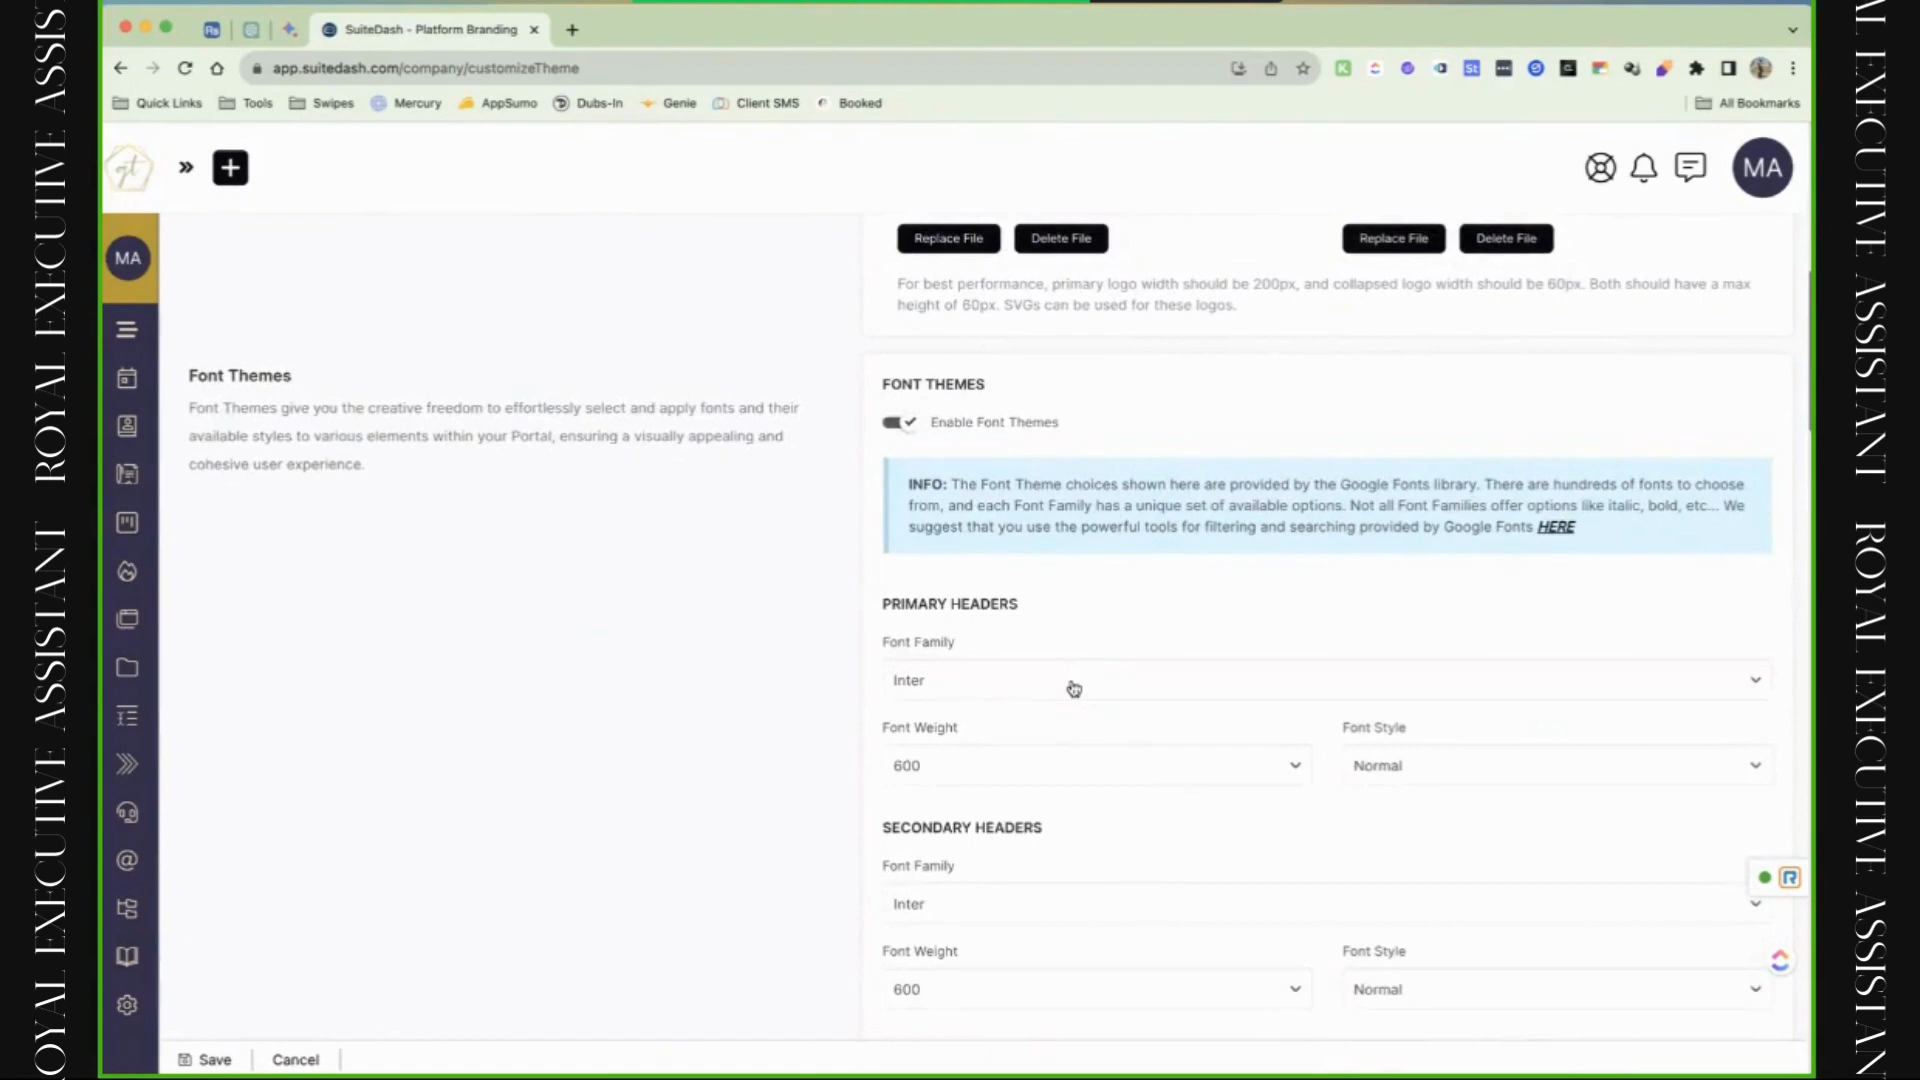 SuiteDash - Platform Branding
app.suitedash.com/company/customizeTheme
Quick Links Tools Swipes Mercury AppSumo Dubs-In Genie Client SMS Booked All Bookmarks
MA
MA
Replace File Delete File Replace File Delete File
For best performance, primary logo width should be 200px, and collapsed logo width should be 60px. Both should have a max
height of 60px. SVGs can be used for these logos.
Font Themes
Font Themes give you the creative freedom to effortlessly select and apply fonts and their
available styles to various elements within your Portal, ensuring a visually appealing and
cohesive user experience.
FONT THEMES
Enable Font Themes
INFO: The Font Theme choices shown here are provided by the Google Fonts library. There are hundreds of fonts to choose
from, and each Font Family has a unique set of available options. Not all Font Families offer options like italic, bold, etc... We
suggest that you use the powerful tools for filtering and searching provided by Google Fonts HERE
PRIMARY HEADERS
Font Family
Inter
Font Weight Font Style
600 Normal
SECONDARY HEADERS
Font Family
Inter
Font Weight Font Style
600 Normal
Save Cancel
ROYAL EXECUTIVE ASSISTANT
ROYAL EXECUTIVE ASSIS
AL EXECUTIVE ASSISTANT
ROYAL EXECUTIVE ASSISTAN